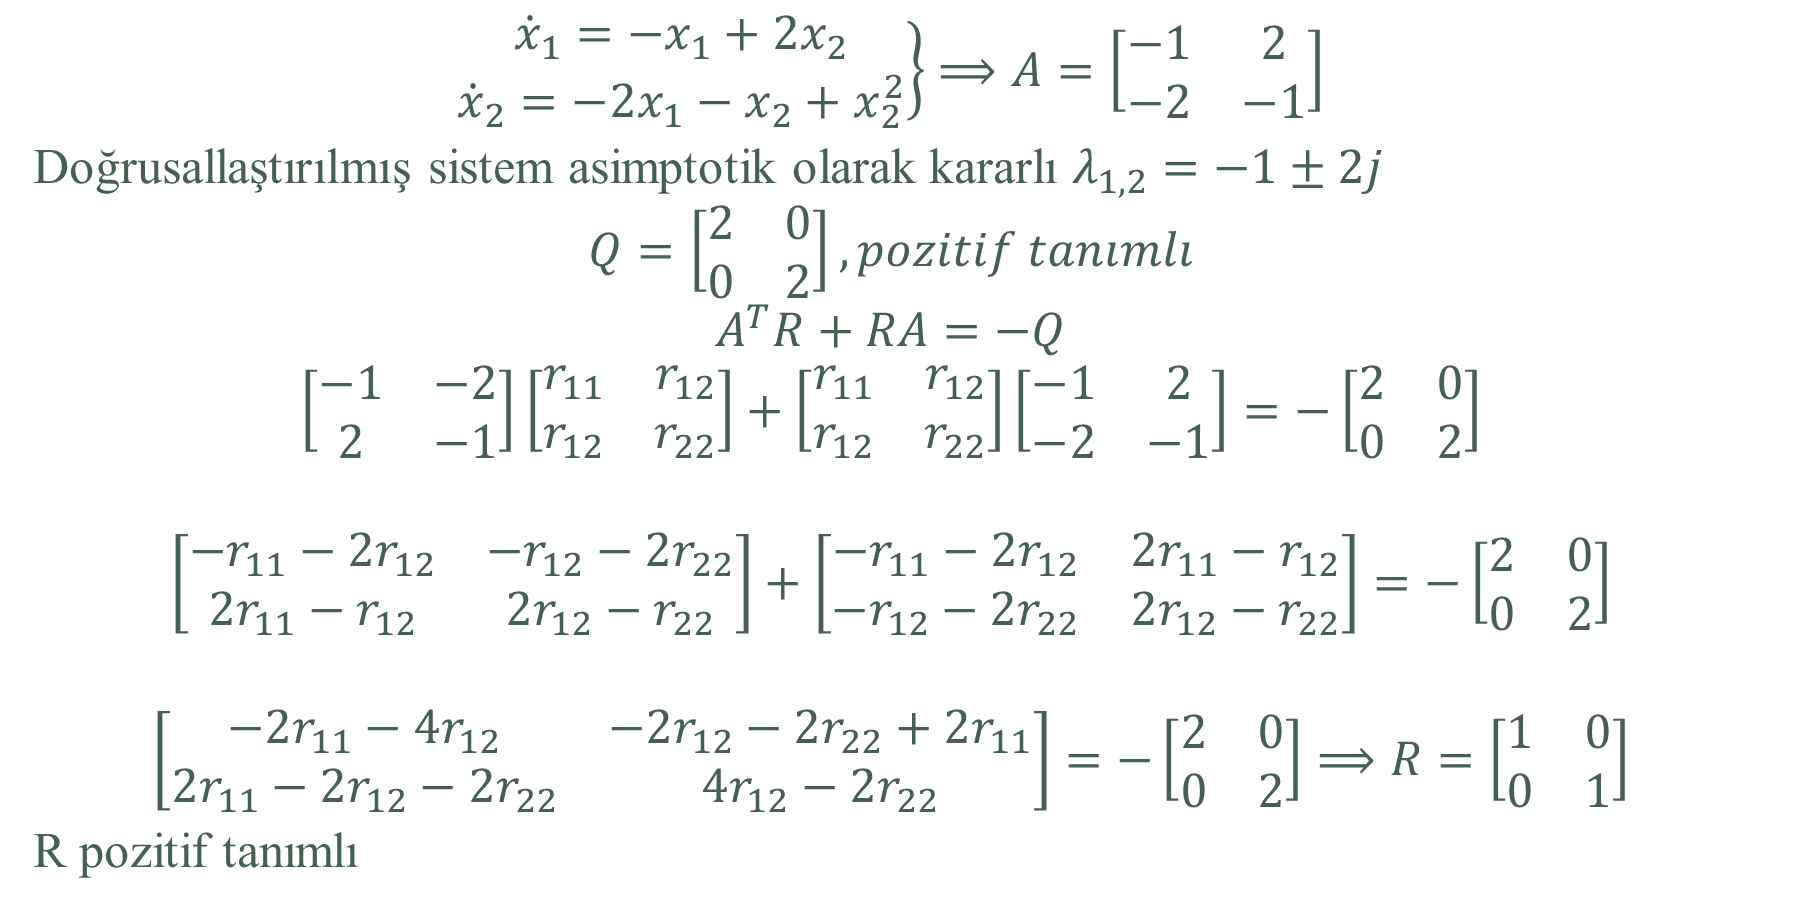 ẋ₁ = −x₁ + 2x₂
ẋ₂ = −2x₁ − x₂ + x₂²} ⟹ A = [−1 2; −2 −1]
Doğrusallaştırılmış sistem asimptotik olarak kararlı λ₁,₂ = −1 ± 2j
Q = [2 0; 0 2], pozitif tanımlı
AᵀR + RA = −Q
[−1 −2; 2 −1] [r₁₁ r₁₂; r₁₂ r₂₂] + [r₁₁ r₁₂; r₁₂ r₂₂] [−1 2; −2 −1] = − [2 0; 0 2]
[−r₁₁ − 2r₁₂ −r₁₂ − 2r₂₂; 2r₁₁ − r₁₂ 2r₁₂ − r₂₂] + [−r₁₁ − 2r₁₂ 2r₁₁ − r₁₂; −r₁₂ − 2r₂₂ 2r₁₂ − r₂₂] = − [2 0; 0 2]
[−2r₁₁ − 4r₁₂ −2r₁₂ − 2r₂₂ + 2r₁₁; 2r₁₁ − 2r₁₂ − 2r₂₂ 4r₁₂ − 2r₂₂] = − [2 0; 0 2] ⟹ R = [1 0; 0 1]
R pozitif tanımlı